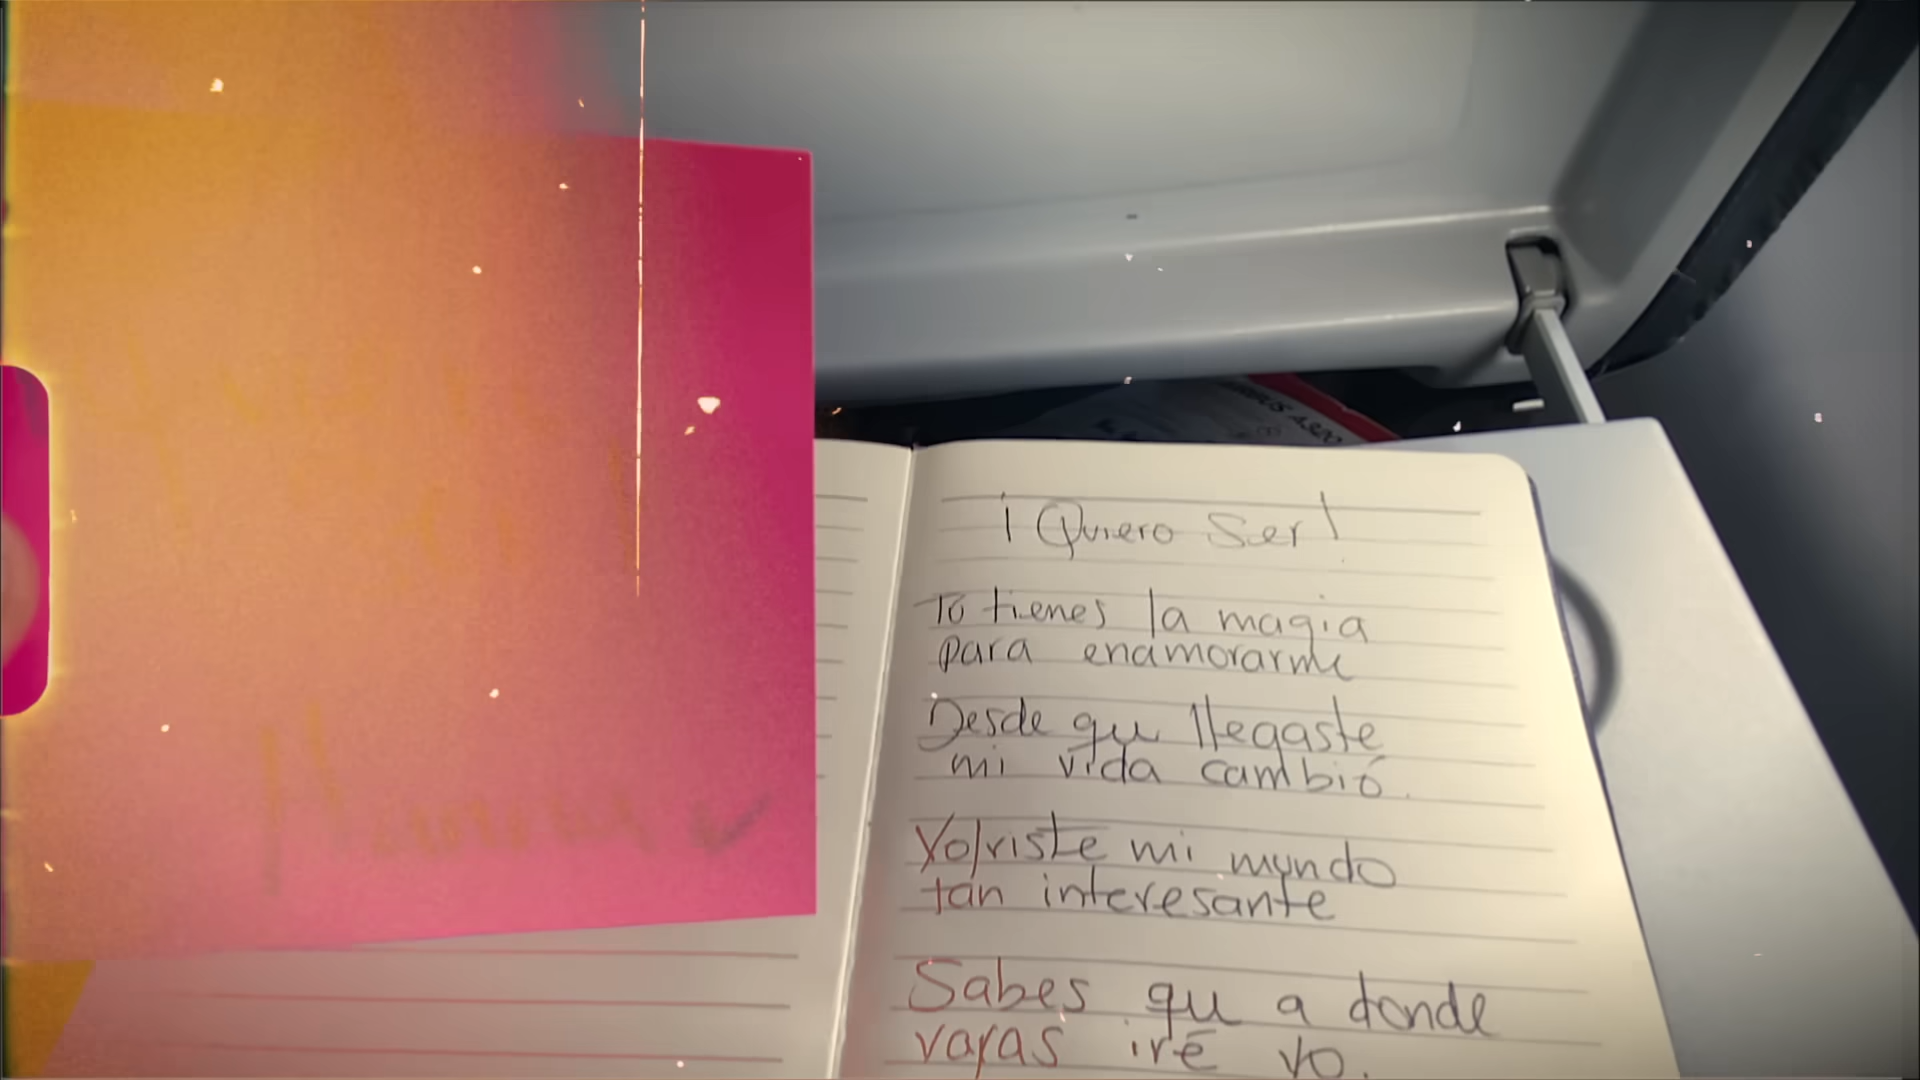 ¡Quiero Ser!
Tú tienes la magia
para enamorarme
Desde que llegaste
mi vida cambió.
Volviste mi mundo
tan interesante
Sabes que a donde
vayas iré yo.
A320